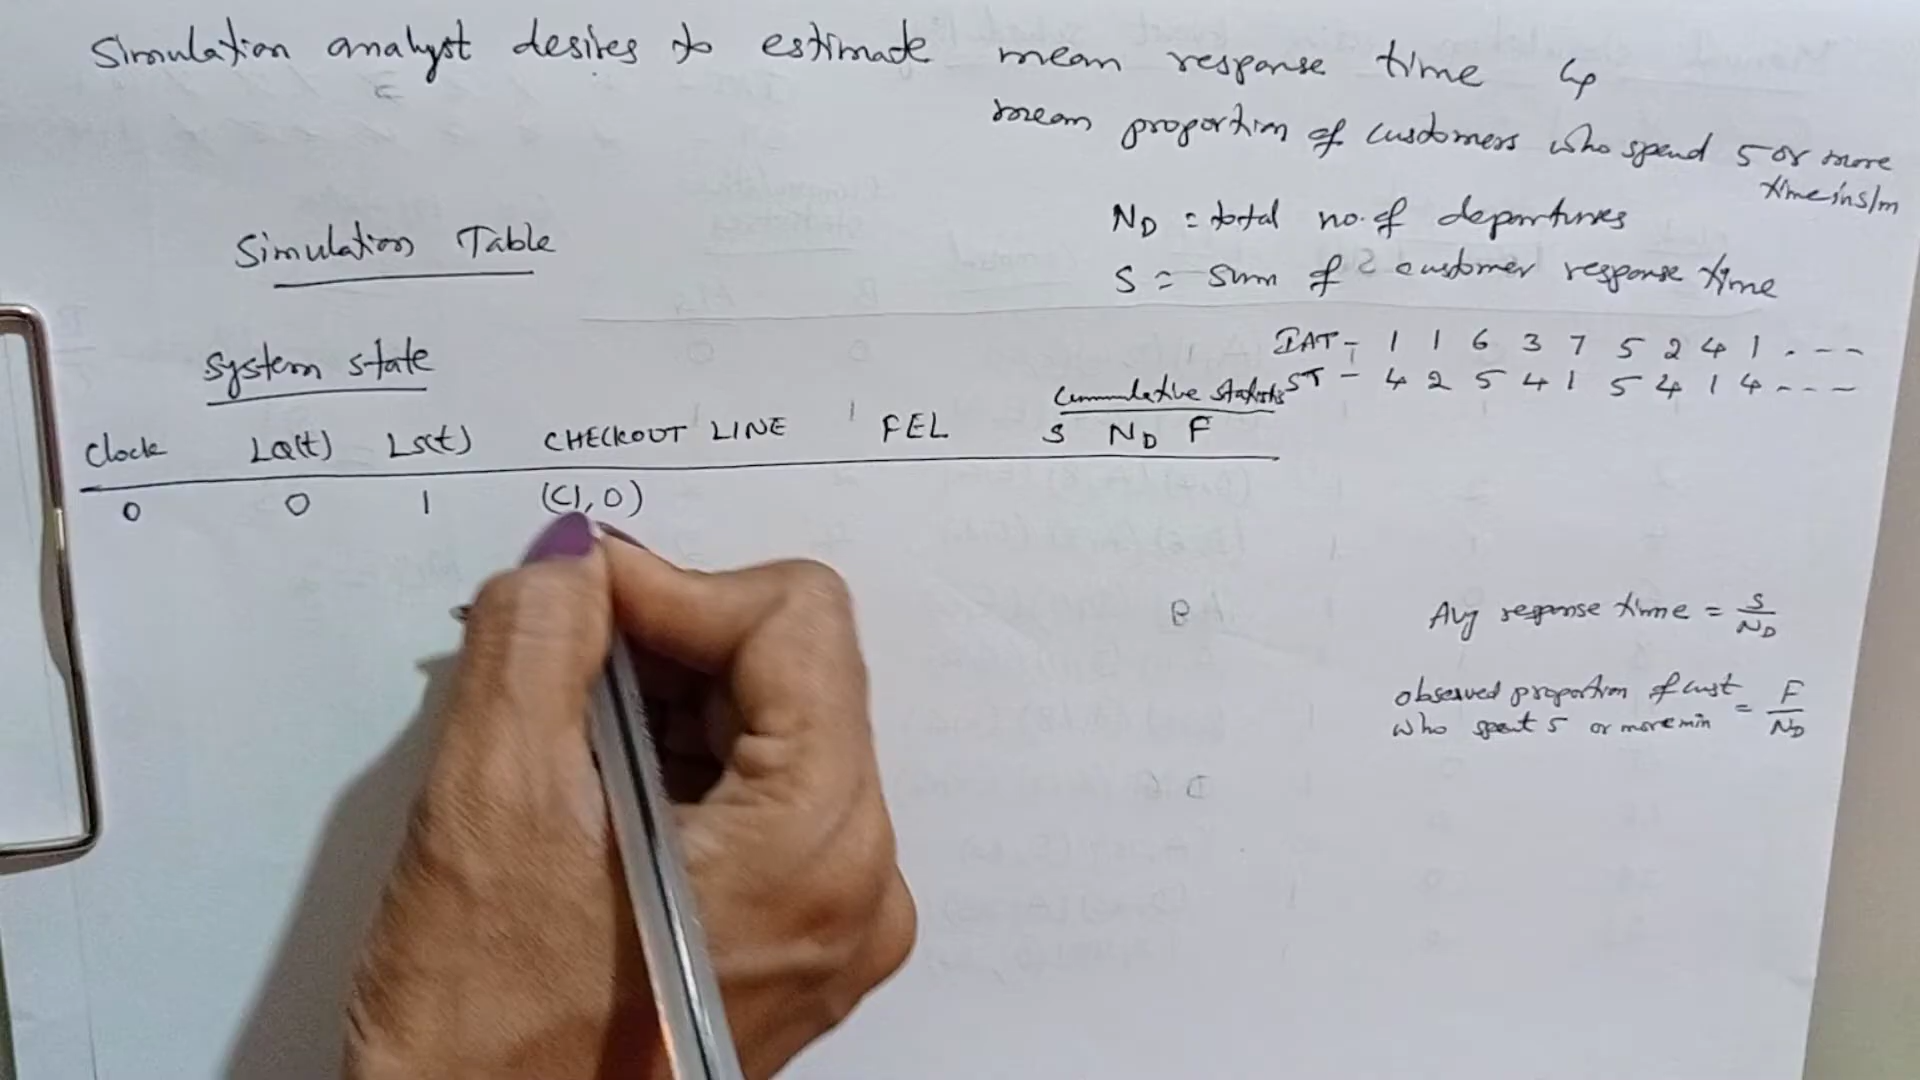 Simulation analyst desires to estimate mean response time &
mean proportion of customers who spend 5 or more
time in s/m
ND = total no. of departures
S = sum of customer response time
Simulation Table
IAT - 1 1 6 3 7 5 2 4 1 . - - -
ST - 4 2 5 4 1 5 4 1 4 - - - -
System state
Cummulative Statistics
Clock LQ(t) LS(t) CHECKOUT LINE FEL S ND F
0 0 1 (C1, 0)
Avg response time = S/ND
observed proportion of cust
who spent 5 or more min = F/ND